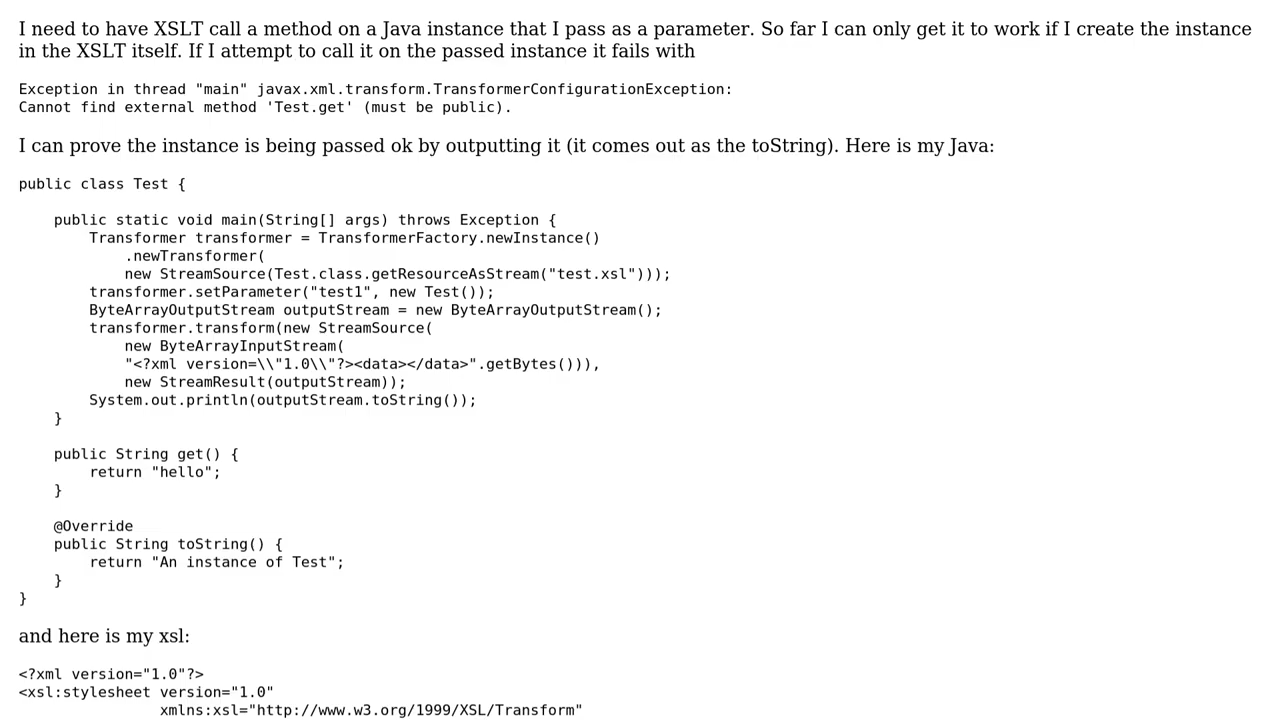 I need to have XSLT call a method on a Java instance that I pass as a parameter. So far I can only get it to work if I create the instance
in the XSLT itself. If I attempt to call it on the passed instance it fails with
Exception in thread "main" javax.xml.transform.TransformerConfigurationException:
Cannot find external method 'Test.get' (must be public).
I can prove the instance is being passed ok by outputting it (it comes out as the toString). Here is my Java:
public class Test {
    public static void main(String[] args) throws Exception {
        Transformer transformer = TransformerFactory.newInstance()
            .newTransformer(
            new StreamSource(Test.class.getResourceAsStream("test.xsl")));
        transformer.setParameter("test1", new Test());
        ByteArrayOutputStream outputStream = new ByteArrayOutputStream();
        transformer.transform(new StreamSource(
            new ByteArrayInputStream(
            "<?xml version=\\"1.0\\"?><data></data>".getBytes())),
            new StreamResult(outputStream));
        System.out.println(outputStream.toString());
    }
    public String get() {
        return "hello";
    }
    @Override
    public String toString() {
        return "An instance of Test";
    }
}
and here is my xsl:
<?xml version="1.0"?>
<xsl:stylesheet version="1.0"
                xmlns:xsl="http://www.w3.org/1999/XSL/Transform"